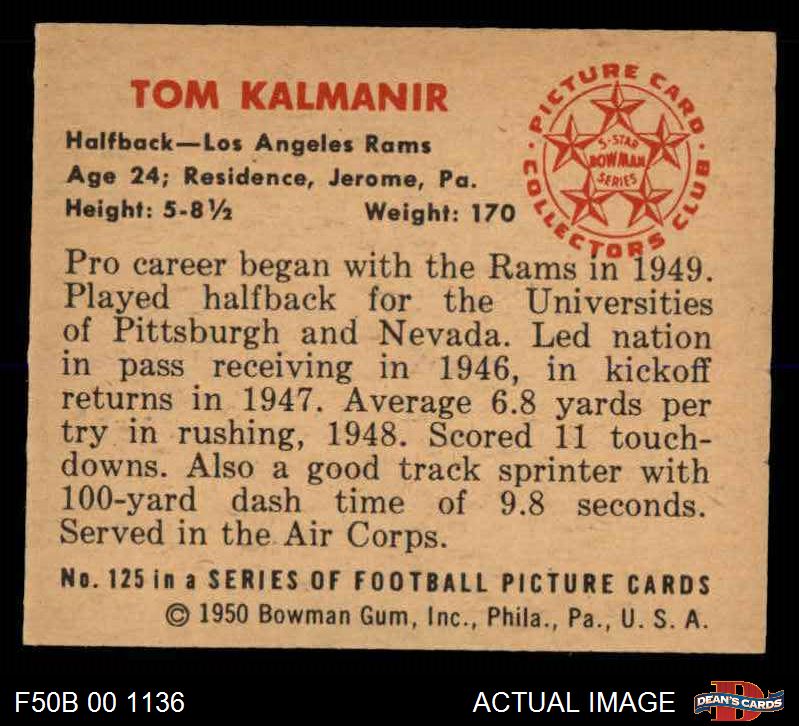 TOM KALMANIR
Halfback—Los Angeles Rams
Age 24; Residence, Jerome, Pa.
Height: 5-8½ Weight: 170
PICTURE CARD
COLLECTORS CLUB
5-STAR
BOWMAN
SERIES
Pro career began with the Rams in 1949.
Played halfback for the Universities
of Pittsburgh and Nevada. Led nation
in pass receiving in 1946, in kickoff
returns in 1947. Average 6.8 yards per
try in rushing, 1948. Scored 11 touch-
downs. Also a good track sprinter with
100-yard dash time of 9.8 seconds.
Served in the Air Corps.
No. 125 in a SERIES OF FOOTBALL PICTURE CARDS
© 1950 Bowman Gum, Inc., Phila., Pa., U. S. A.
F50B 00 1136
ACTUAL IMAGE
D
DEAN'S CARDS